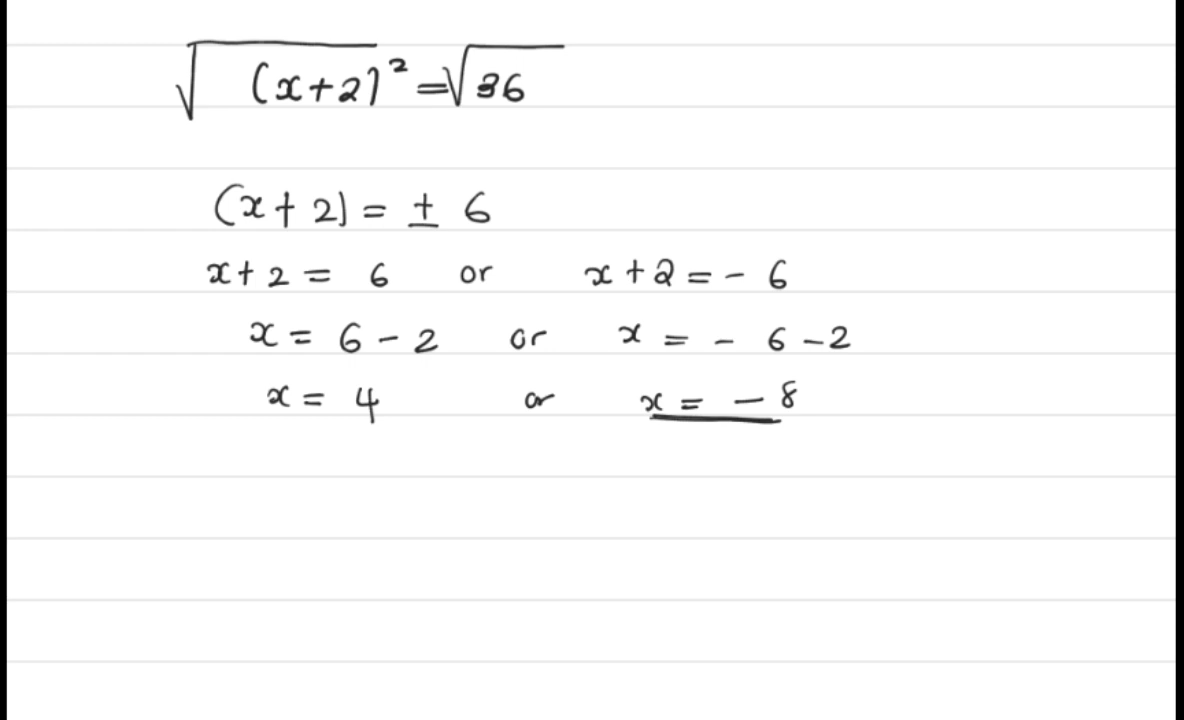 √(x+2)² = √36
(x+2) = ± 6
x+2 = 6 or x+2 = - 6
x = 6 - 2 or x = - 6 - 2
x = 4 or x = - 8